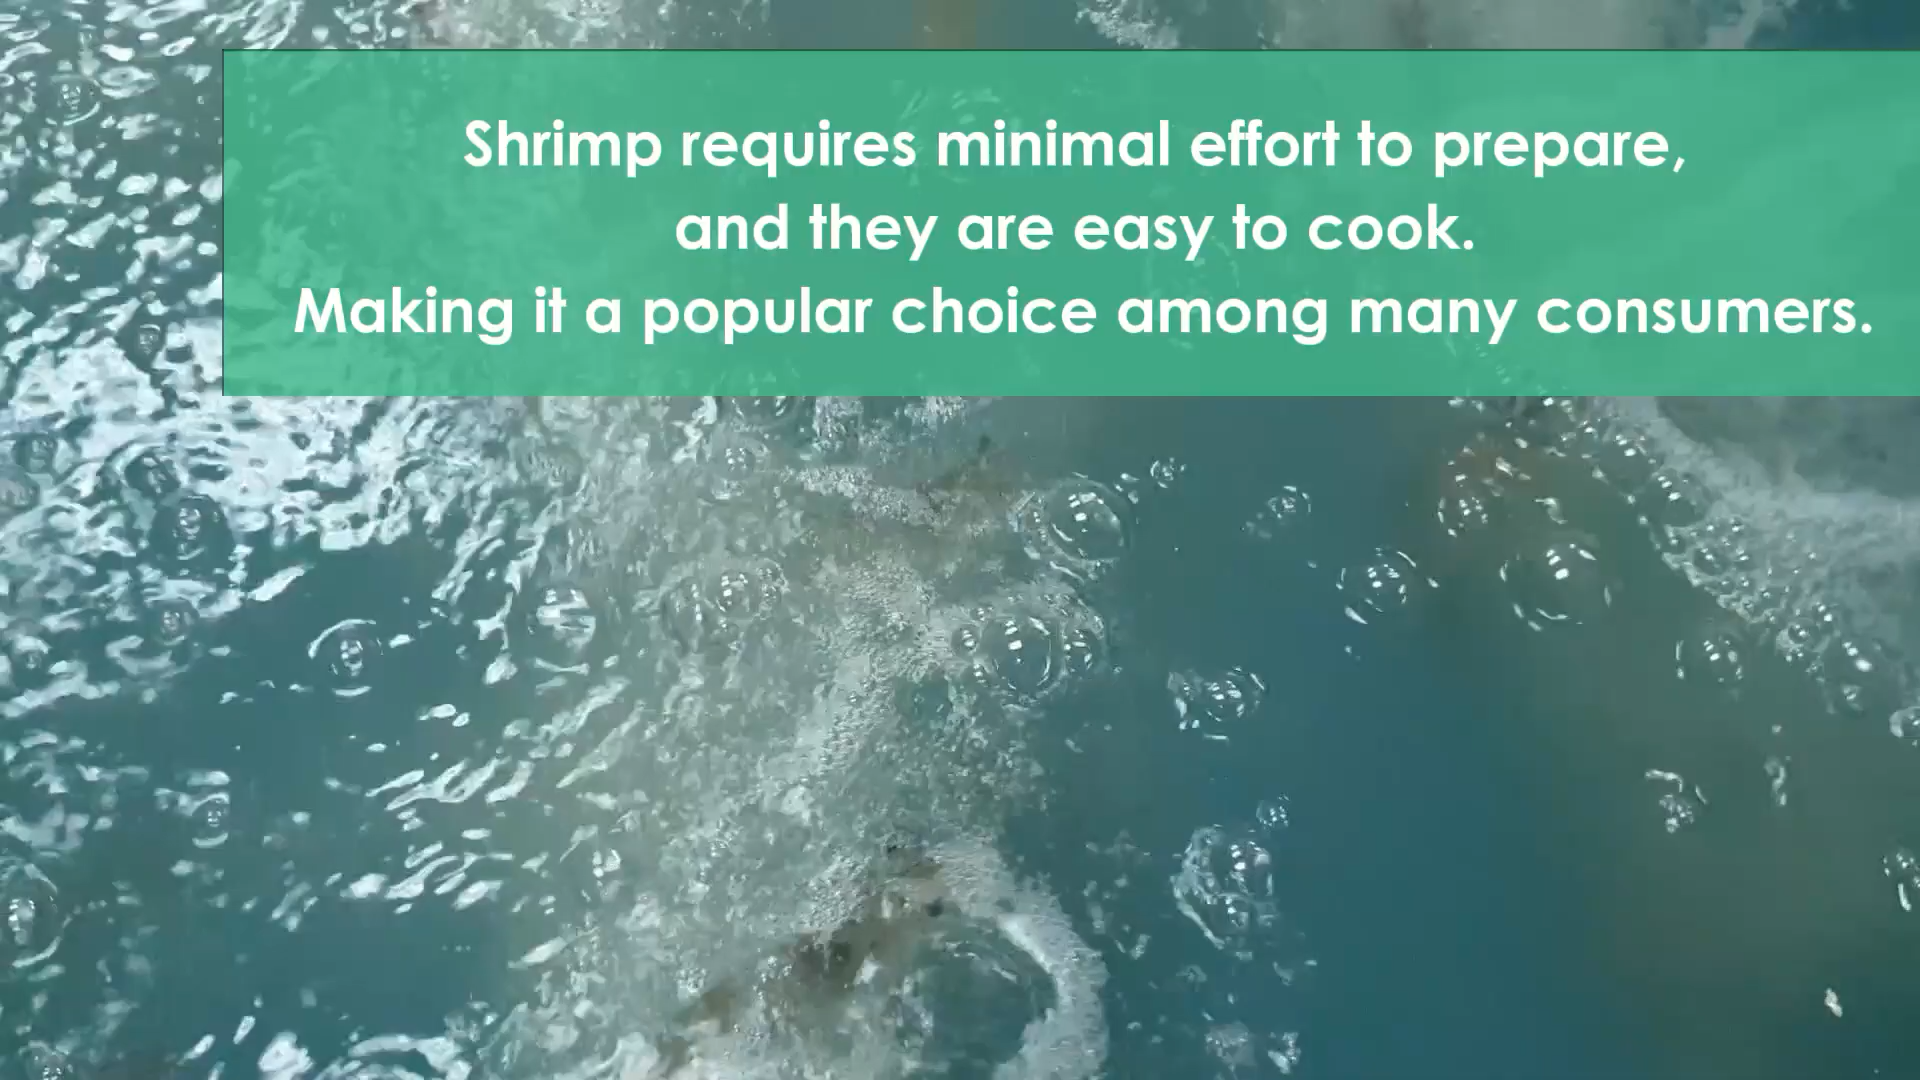 Shrimp requires minimal effort to prepare,
and they are easy to cook.
Making it a popular choice among many consumers.